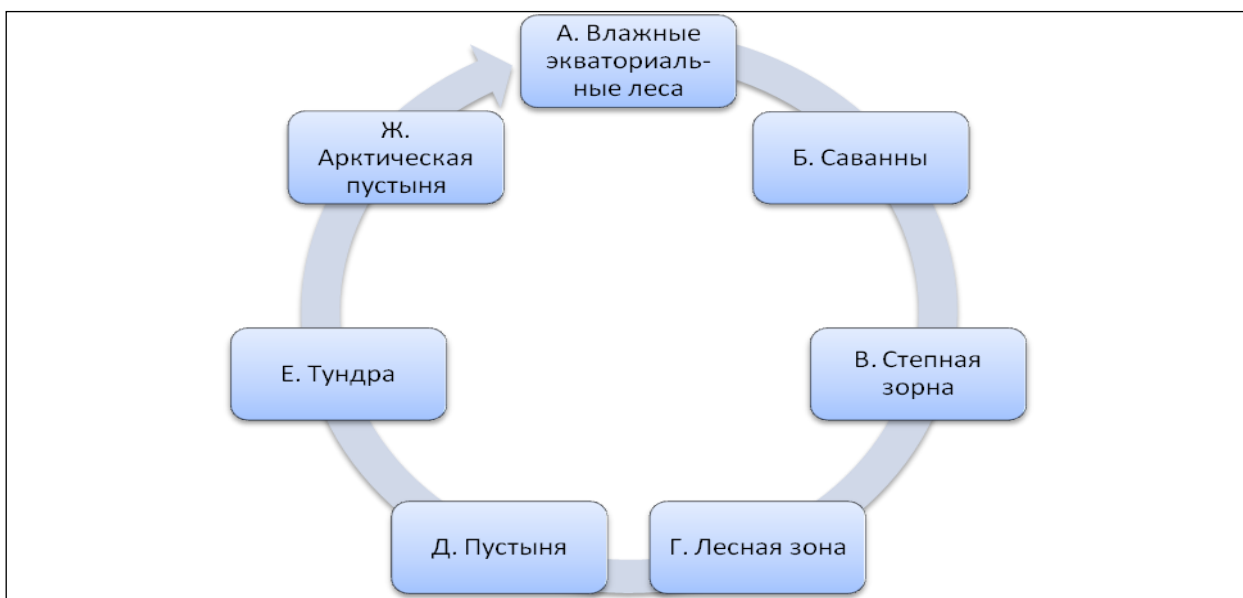 А. Влажные
экваториаль-
ные леса
Б. Саванны
В. Степная
зорна
Г. Лесная зона
Д. Пустыня
Е. Тундра
Ж.
Арктическая
пустыня